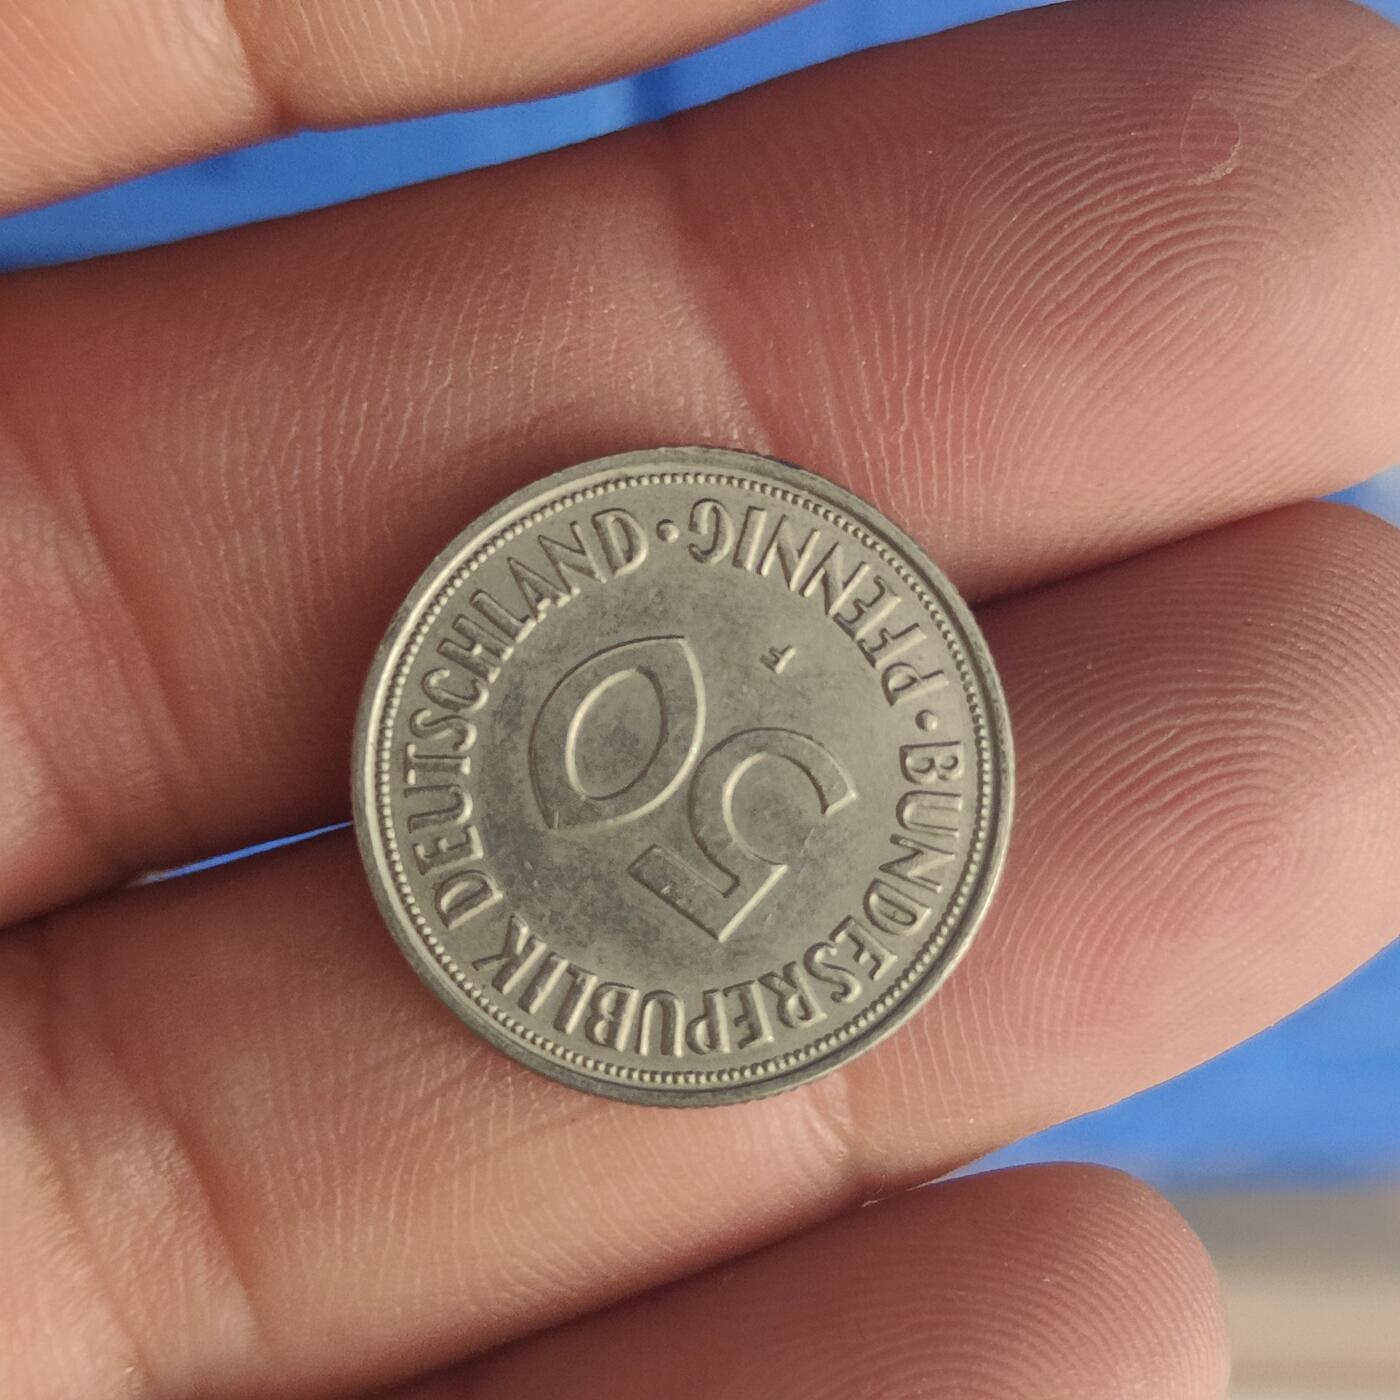 BUNDESREPUBLIK DEUTSCHLAND
50
F
· PFENNIG ·